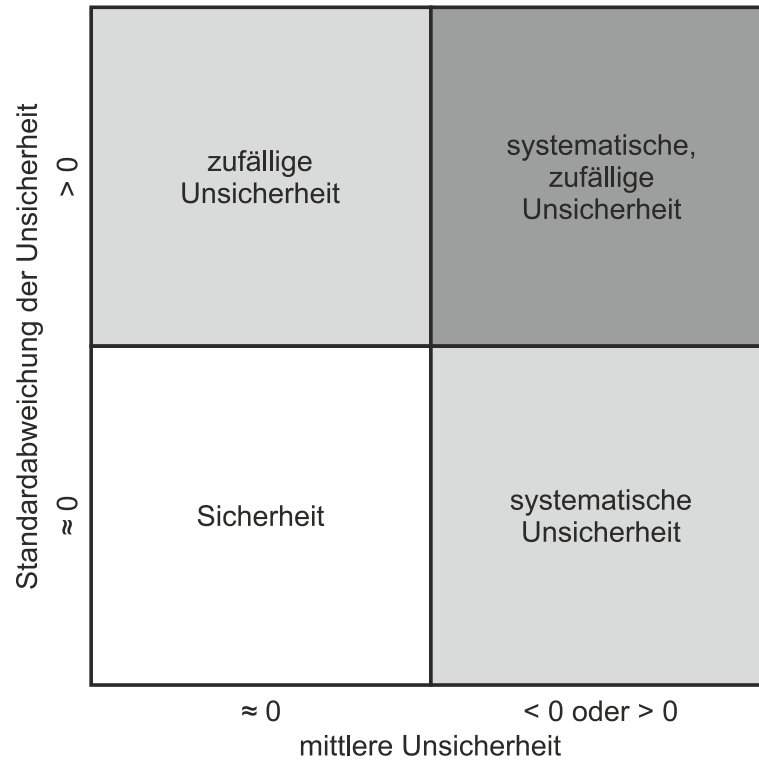 Standardabweichung der Unsicherheit
> 0
≈ 0
zufällige
Unsicherheit
systematische,
zufällige
Unsicherheit
Sicherheit
systematische
Unsicherheit
≈ 0
< 0 oder > 0
mittlere Unsicherheit